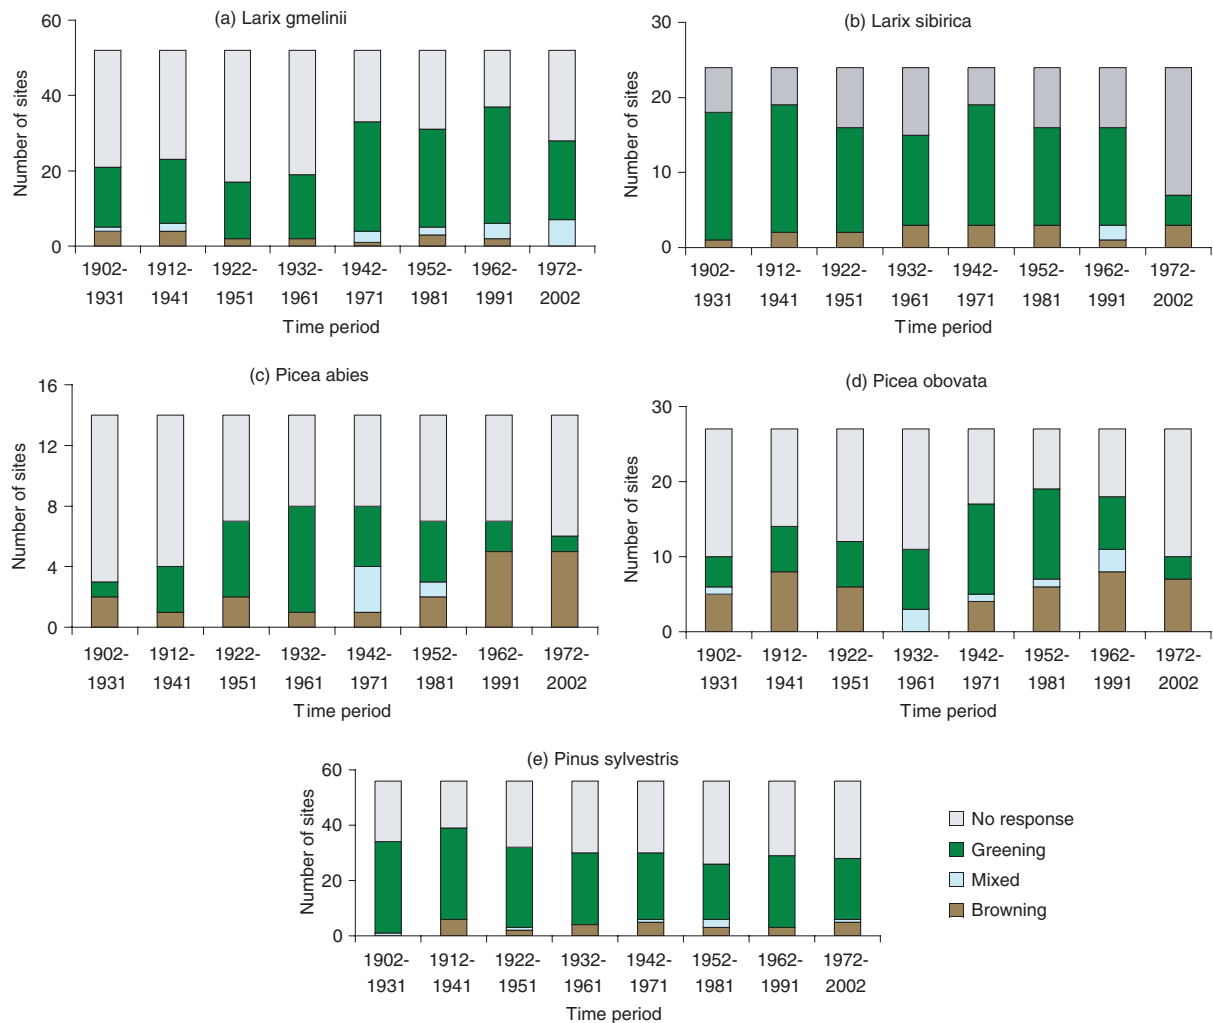 (a) Larix gmelinii
60
40
20
0
Number of sites
1902- 1912- 1922- 1932- 1942- 1952- 1962- 1972-
1931 1941 1951 1961 1971 1981 1991 2002
Time period
(b) Larix sibirica
30
20
10
0
Number of sites
1902- 1912- 1922- 1932- 1942- 1952- 1962- 1972-
1931 1941 1951 1961 1971 1981 1991 2002
Time period
(c) Picea abies
16
12
8
4
0
Number of sites
1902- 1912- 1922- 1932- 1942- 1952- 1962- 1972-
1931 1941 1951 1961 1971 1981 1991 2002
Time period
(d) Picea obovata
30
20
10
0
Number of sites
1902- 1912- 1922- 1932- 1942- 1952- 1962- 1972-
1931 1941 1951 1961 1971 1981 1991 2002
Time period
(e) Pinus sylvestris
60
40
20
0
Number of sites
1902- 1912- 1922- 1932- 1942- 1952- 1962- 1972-
1931 1941 1951 1961 1971 1981 1991 2002
Time period
No response
Greening
Mixed
Browning